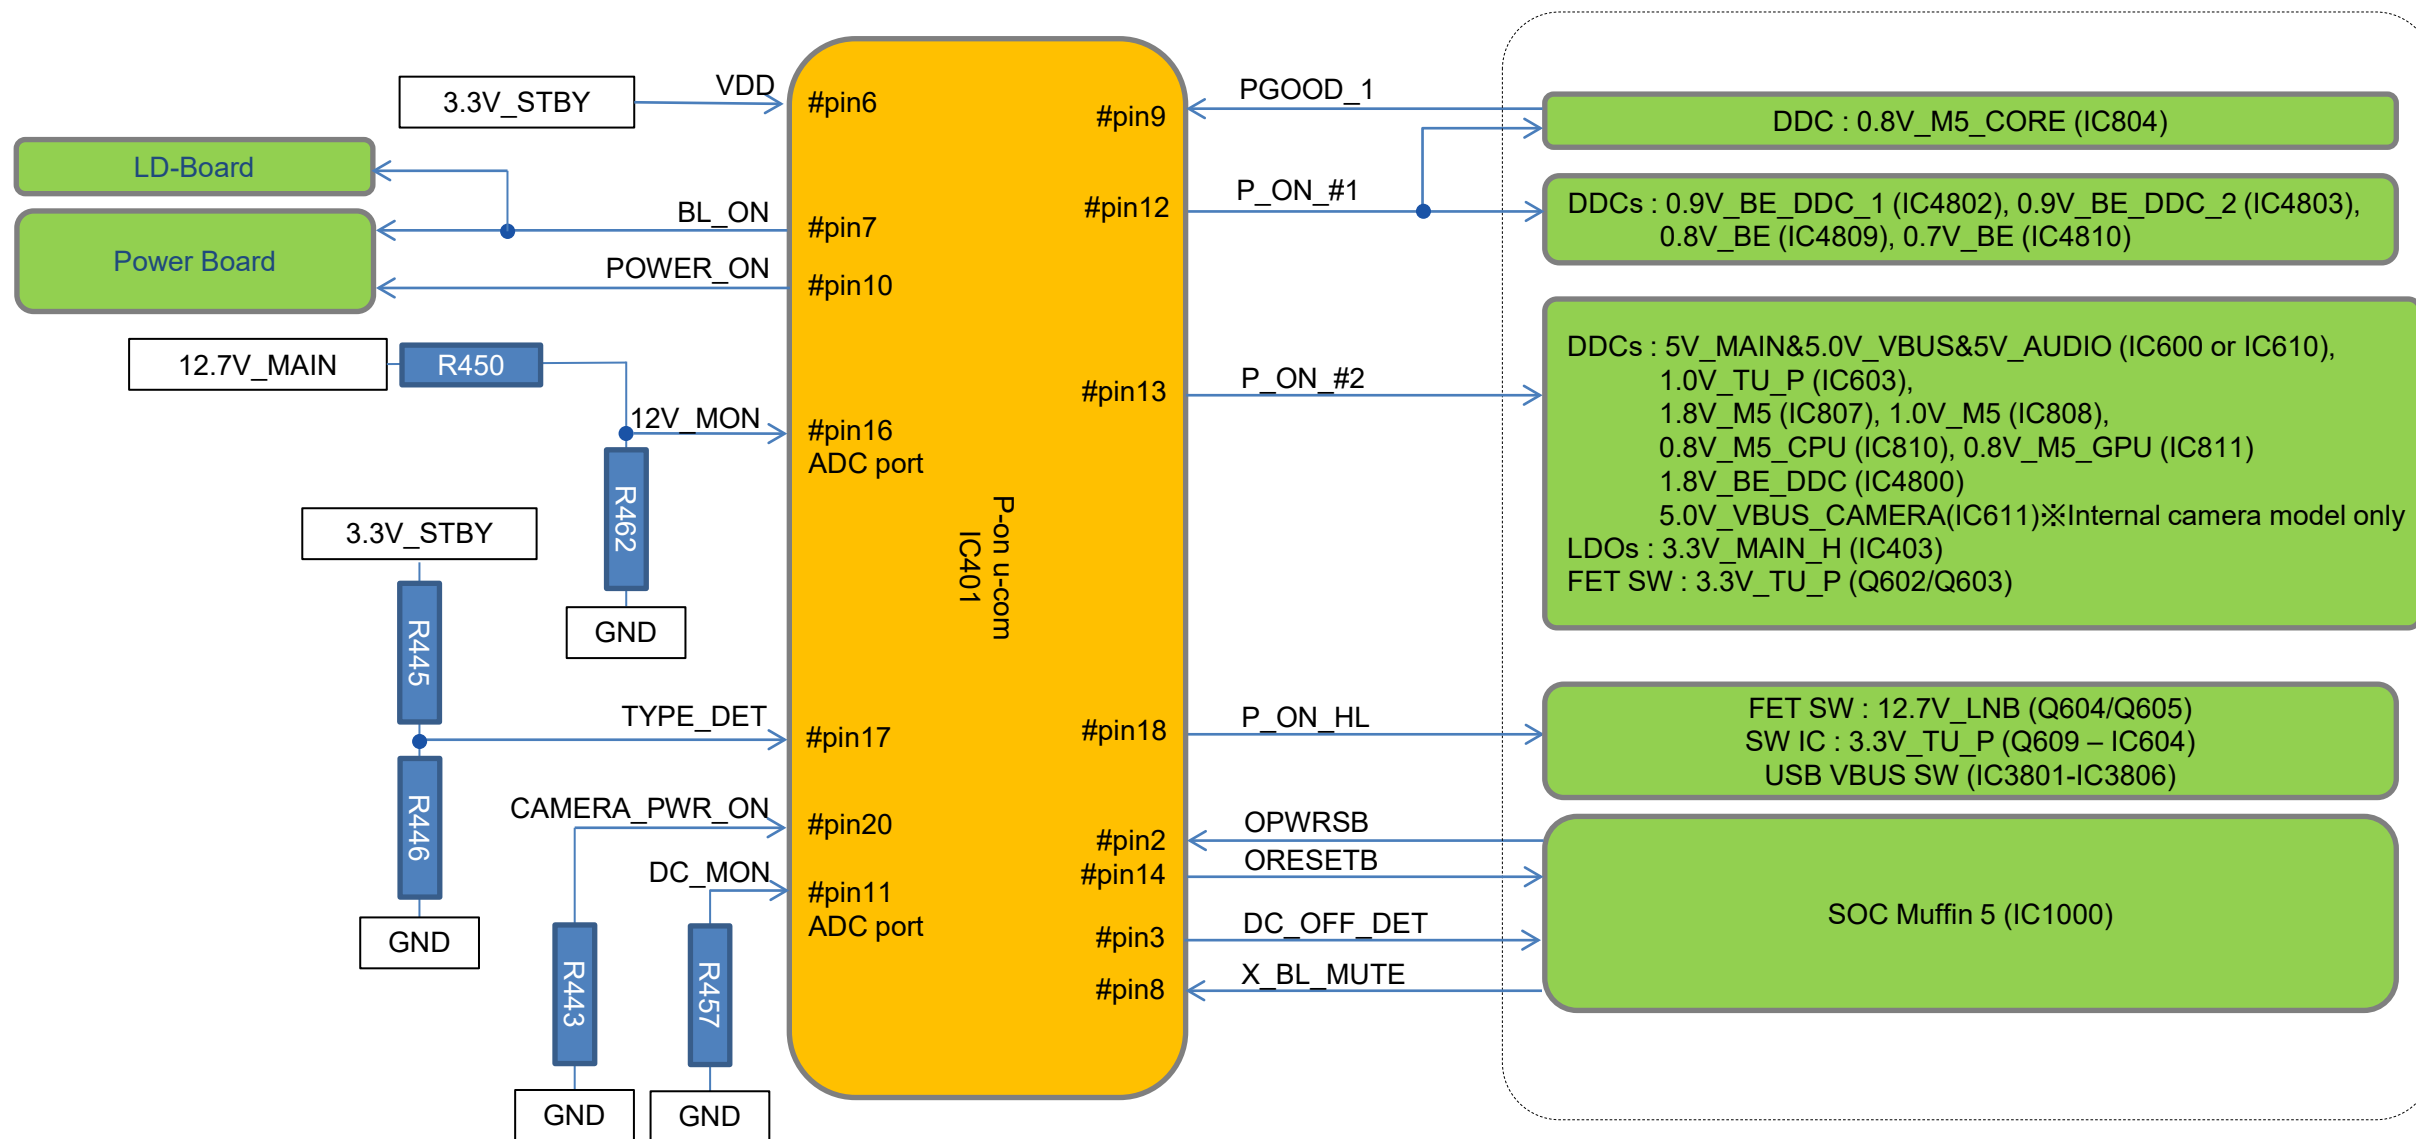 3.3V_STBY
VDD
#pin6
LD-Board
Power Board
BL_ON
#pin7
POWER_ON
#pin10
12.7V_MAIN
R450
12V_MON
#pin16
ADC port
R462
GND
3.3V_STBY
R445
R446
GND
TYPE_DET
#pin17
CAMERA_PWR_ON
#pin20
R443
GND
DC_MON
#pin11
ADC port
R457
GND
P-on u-com
IC401
#pin9
PGOOD_1
DDC : 0.8V_M5_CORE (IC804)
#pin12
P_ON_#1
DDCs : 0.9V_BE_DDC_1 (IC4802), 0.9V_BE_DDC_2 (IC4803),
0.8V_BE (IC4809), 0.7V_BE (IC4810)
#pin13
P_ON_#2
DDCs : 5V_MAIN&5.0V_VBUS&5V_AUDIO (IC600 or IC610),
1.0V_TU_P (IC603),
1.8V_M5 (IC807), 1.0V_M5 (IC808),
0.8V_M5_CPU (IC810), 0.8V_M5_GPU (IC811)
1.8V_BE_DDC (IC4800)
5.0V_VBUS_CAMERA(IC611)※Internal camera model only
LDOs : 3.3V_MAIN_H (IC403)
FET SW : 3.3V_TU_P (Q602/Q603)
#pin18
P_ON_HL
FET SW : 12.7V_LNB (Q604/Q605)
SW IC : 3.3V_TU_P (Q609 – IC604)
USB VBUS SW (IC3801-IC3806)
#pin2
OPWRSB
#pin14
ORESETB
#pin3
DC_OFF_DET
#pin8
X_BL_MUTE
SOC Muffin 5 (IC1000)